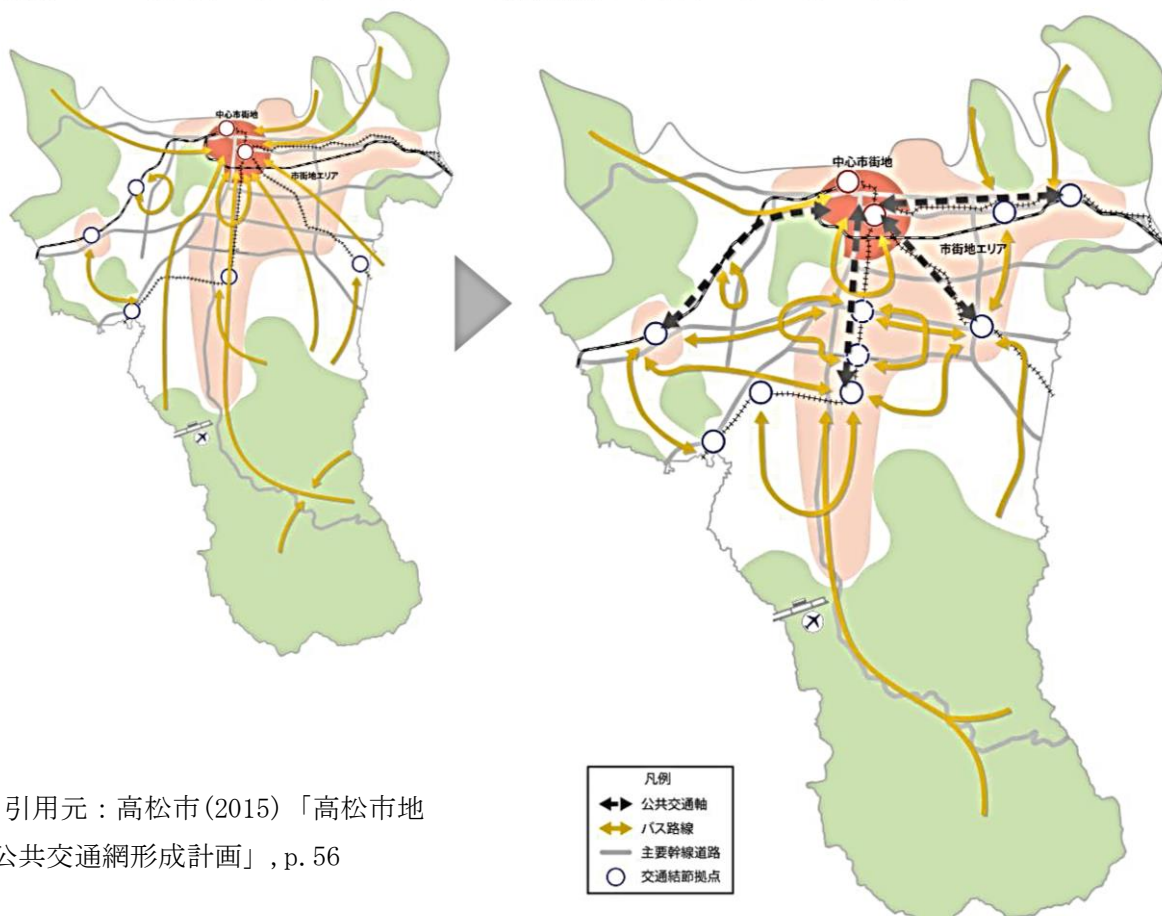 中心市街地
市街地エリア
中心市街地
市街地エリア
引用元：高松市(2015)「高松市地
公共交通網形成計画」,p.56
凡例
公共交通軸
バス路線
主要幹線道路
交通結節拠点